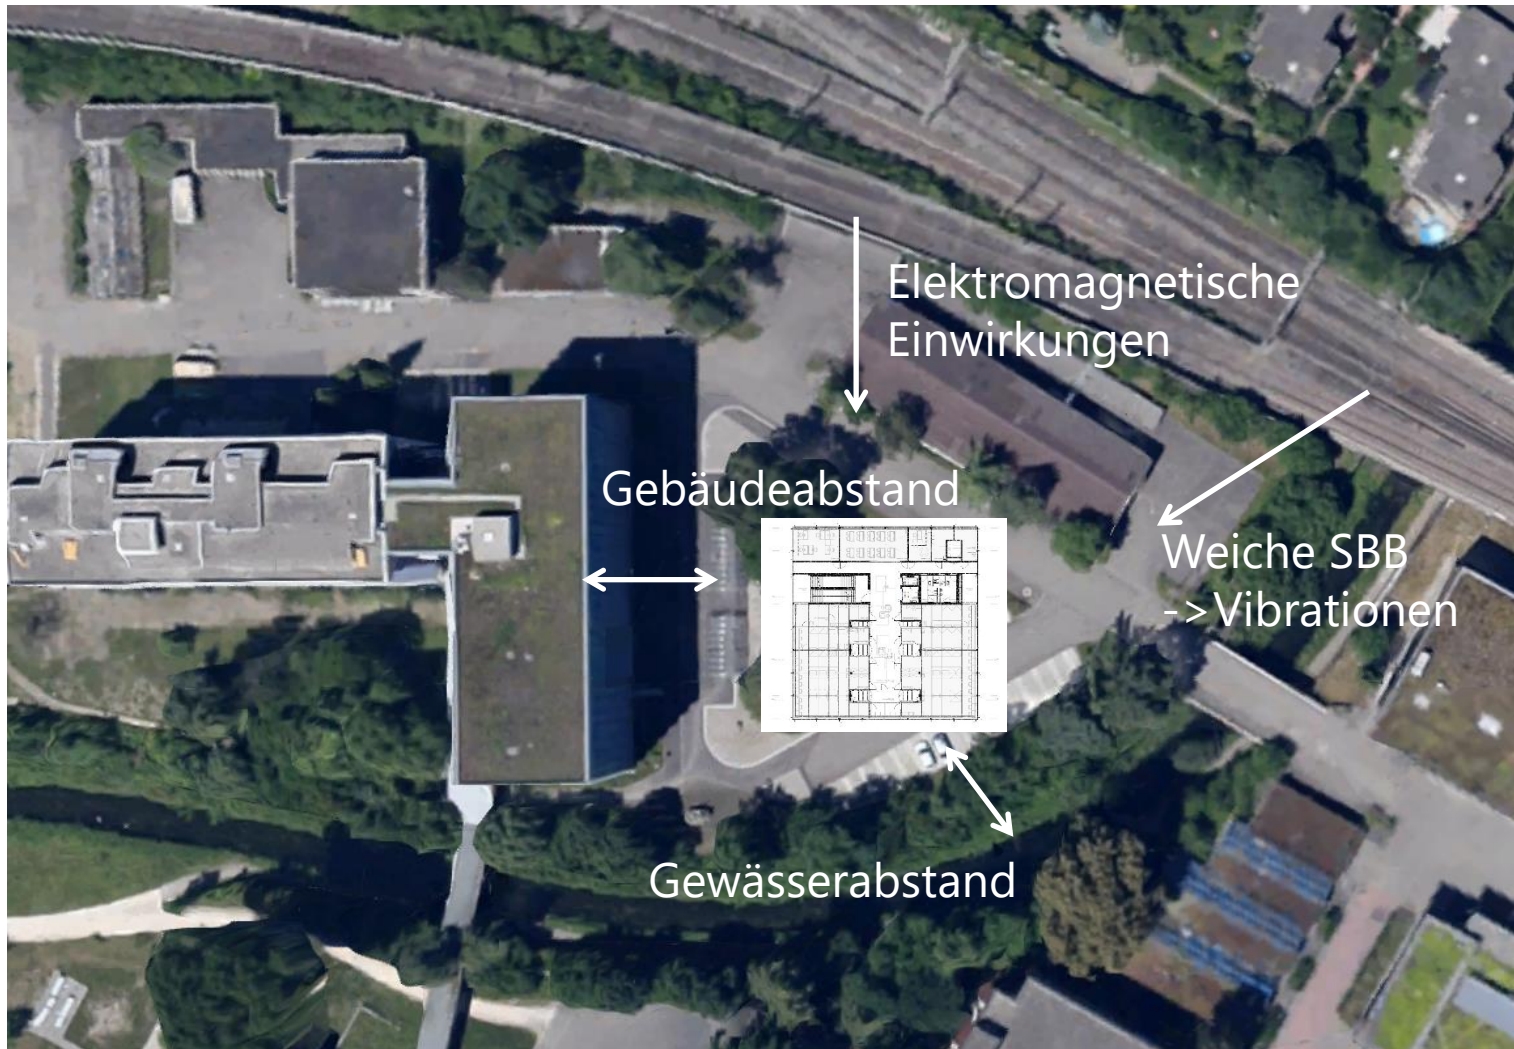 Elektromagnetische
Einwirkungen
Gebäudeabstand
Weiche SBB
->Vibrationen
Gewässerabstand